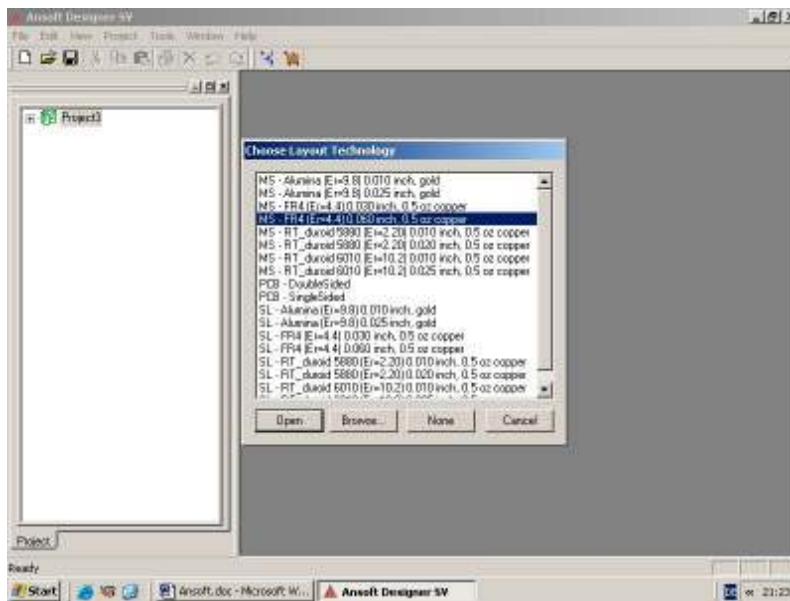 Ansoft Designer SV
File Edit View Project Tools Window Help
Project1
Choose Layout Technology
MS - Alumina (Er=9.8) 0.010 inch, gold
MS - Alumina (Er=9.8) 0.025 inch, gold
MS - FR4 (Er=4.4) 0.030 inch, 0.5 oz copper
MS - FR4 (Er=4.4) 0.060 inch, 0.5 oz copper
MS - RT_duroid 5880 (Er=2.20) 0.010 inch, 0.5 oz copper
MS - RT_duroid 5880 (Er=2.20) 0.020 inch, 0.5 oz copper
MS - RT_duroid 6010 (Er=10.2) 0.010 inch, 0.5 oz copper
MS - RT_duroid 6010 (Er=10.2) 0.025 inch, 0.5 oz copper
PCB - DoubleSided
PCB - SingleSided
SL - Alumina (Er=9.8) 0.010 inch, gold
SL - Alumina (Er=9.8) 0.025 inch, gold
SL - FR4 (Er=4.4) 0.030 inch, 0.5 oz copper
SL - FR4 (Er=4.4) 0.060 inch, 0.5 oz copper
SL - RT_duroid 5880 (Er=2.20) 0.010 inch, 0.5 oz copper
SL - RT_duroid 5880 (Er=2.20) 0.020 inch, 0.5 oz copper
SL - RT_duroid 6010 (Er=10.2) 0.010 inch, 0.5 oz copper
Open Browse... None Cancel
Project
Ready
Start Ansoft.doc - Microsoft W... Ansoft Designer SV 21:23